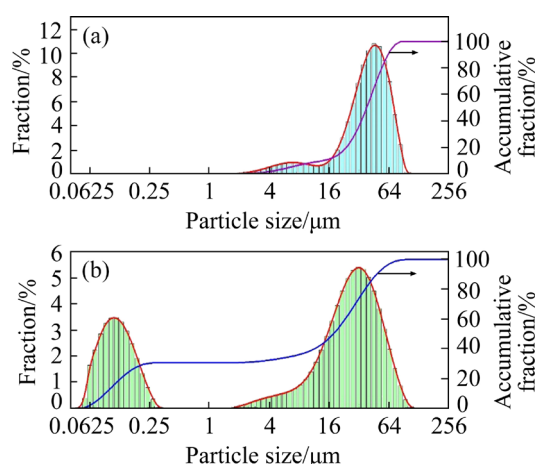 (a)
Fraction/%
12
10
8
6
4
2
0
100
80
60
40
20
0
Accumulative
fraction/%
0.0625 0.25 1 4 16 64 256
Particle size/μm
(b)
Fraction/%
6
5
4
3
2
1
0
100
80
60
40
20
0
Accumulative
fraction/%
0.0625 0.25 1 4 16 64 256
Particle size/μm